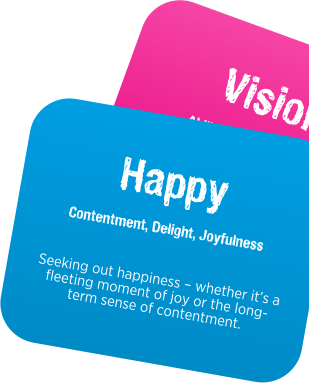 Happy
Contentment, Delight, Joyfulness
Seeking out happiness – whether it's a
fleeting moment of joy or the long-
term sense of contentment.